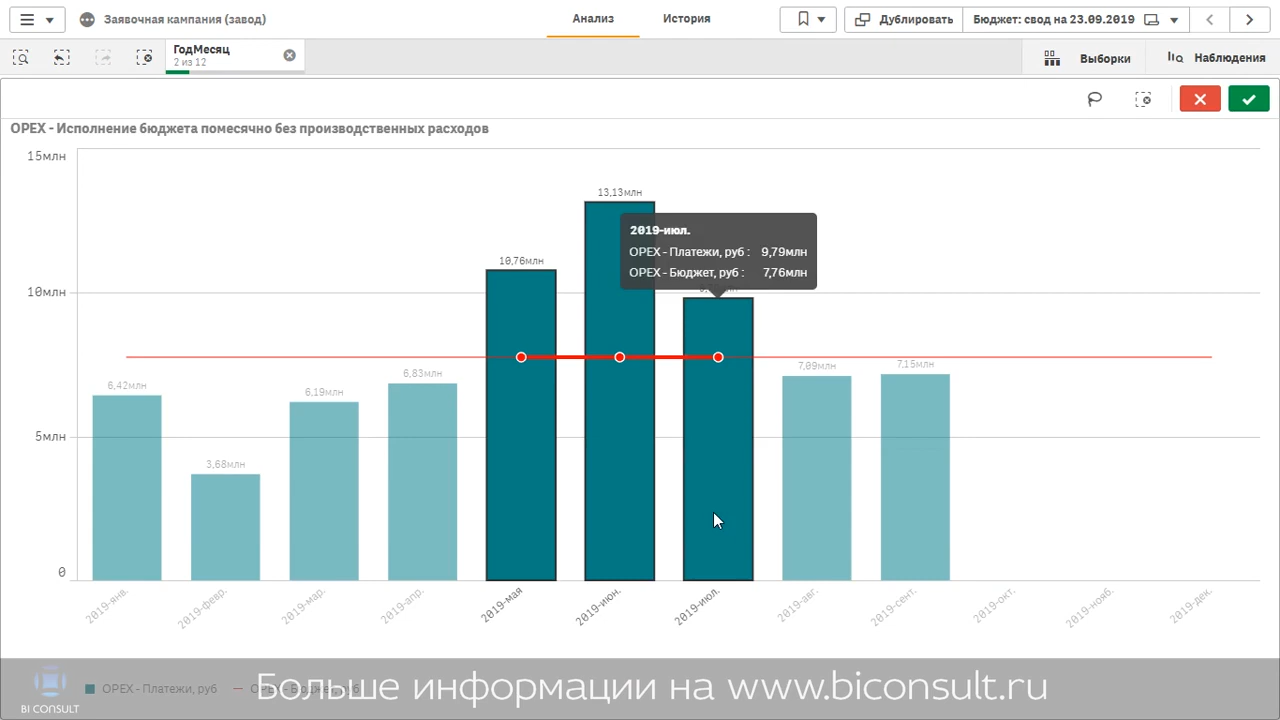 Заявочная кампания (завод)
Анализ
История
Дублировать
Бюджет: свод на 23.09.2019
ГодМесяц
2 из 12
Выборки
Наблюдения
OPEX - Исполнение бюджета помесячно без производственных расходов
15млн
10млн
5млн
0
6,42млн
3,68млн
6,19млн
6,83млн
10,76млн
13,13млн
7,09млн
7,15млн
2019-июл.
OPEX - Платежи, руб : 9,79млн
OPEX - Бюджет, руб : 7,76млн
2019-янв.
2019-февр.
2019-мар.
2019-апр.
2019-мая
2019-июн.
2019-июл.
2019-авг.
2019-сент.
2019-окт.
2019-нояб.
2019-дек.
OPEX - Платежи, руб
OPEX - Бюджет, руб
Больше информации на www.biconsult.ru
BI CONSULT